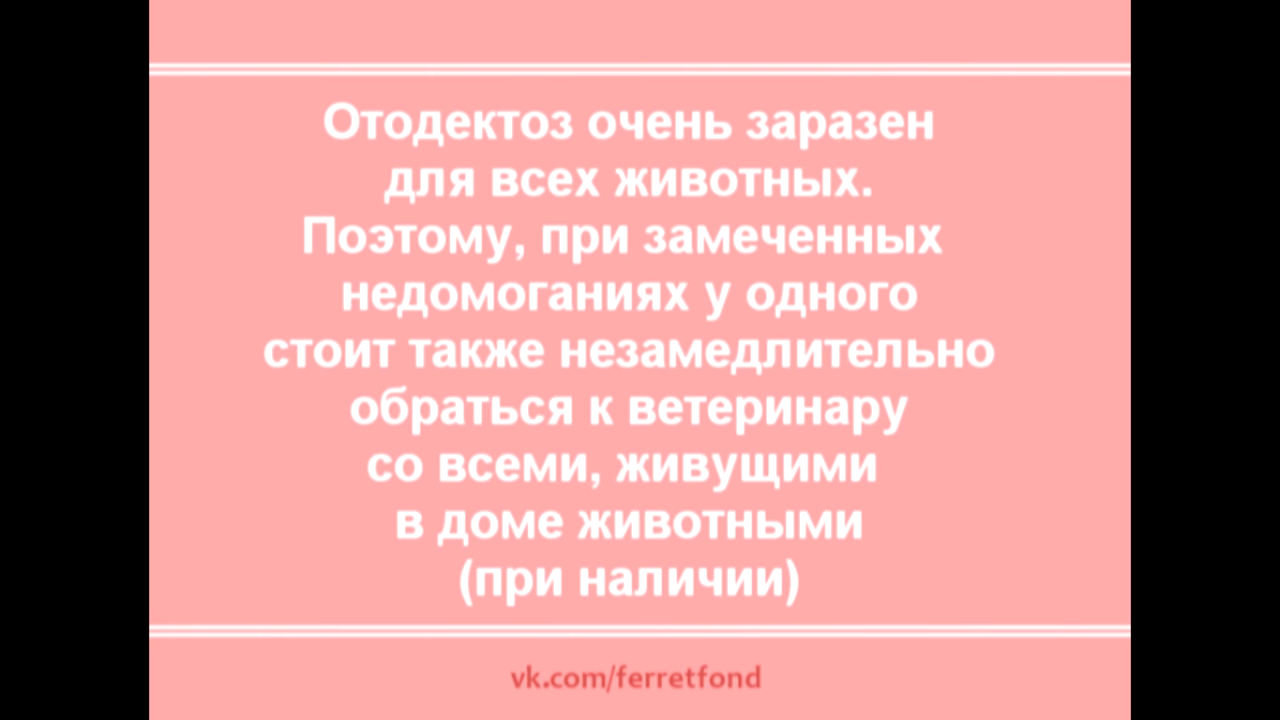 Отодектоз очень заразен
для всех животных.
Поэтому, при замеченных
недомоганиях у одного
стоит также незамедлительно
обраться к ветеринару
со всеми, живущими
в доме животными
(при наличии)
vk.com/ferretfond